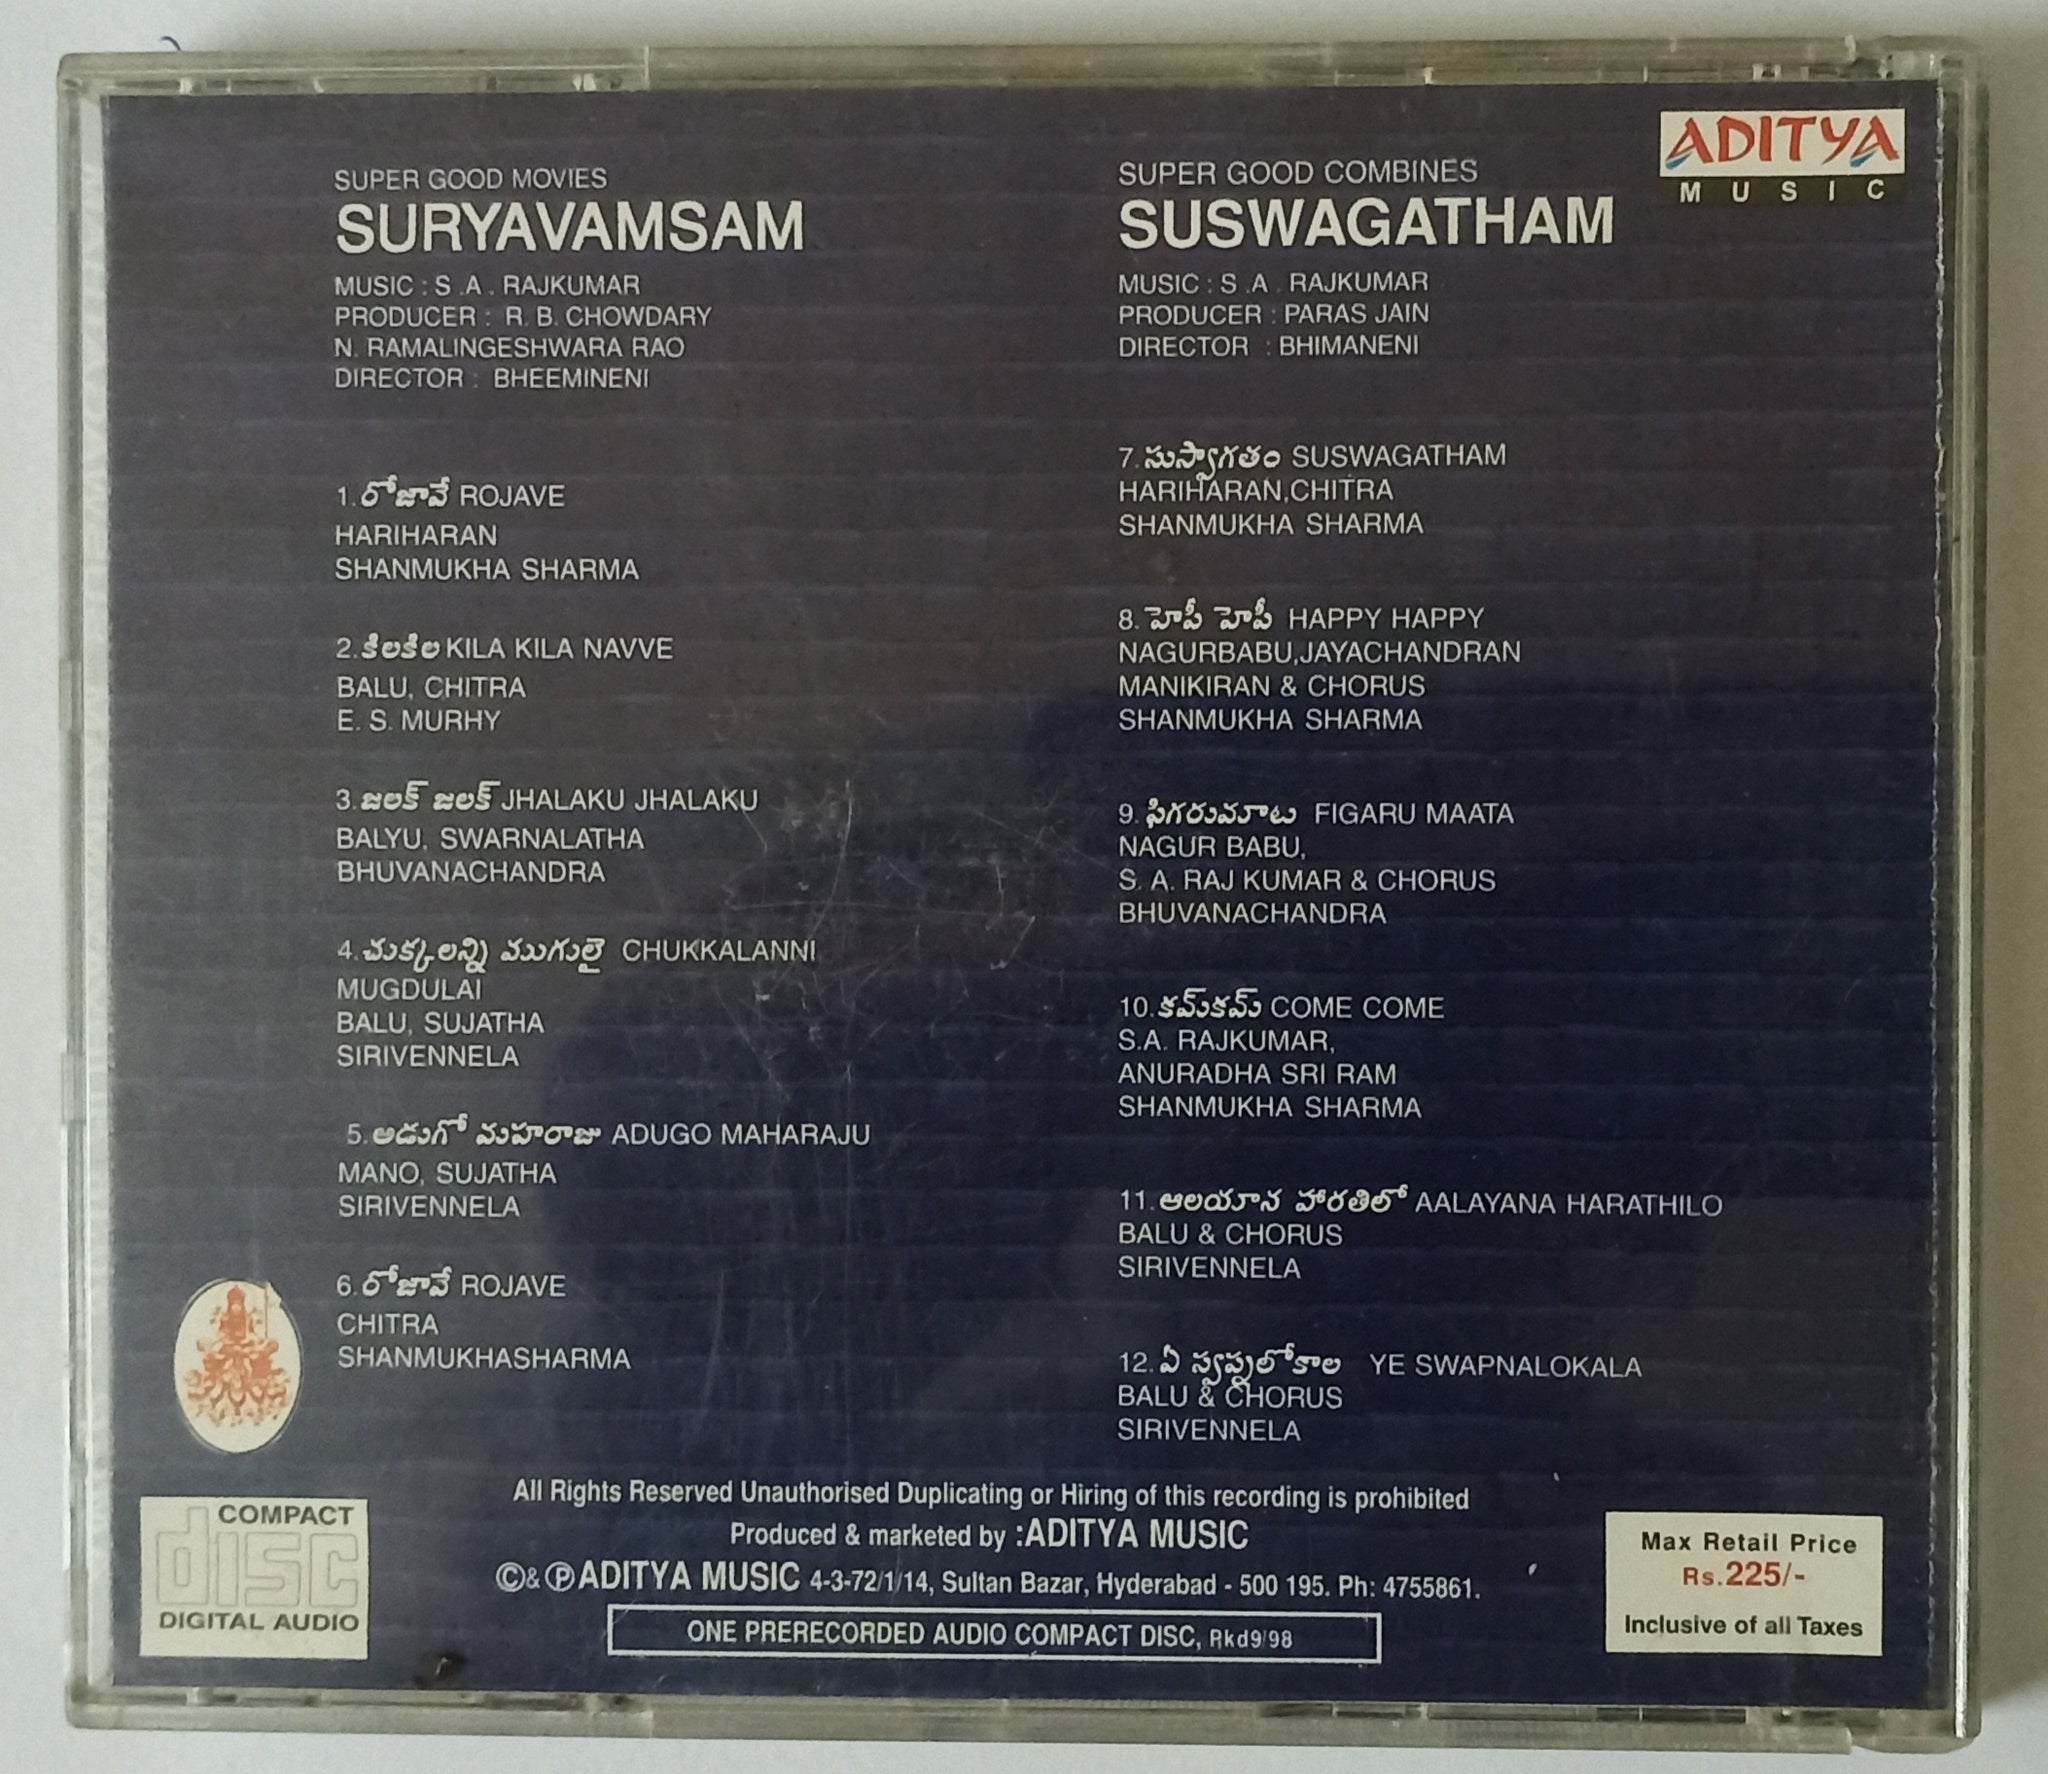 ADITYA
MUSIC
SUPER GOOD MOVIES
SURYAVAMSAM
MUSIC : S .A . RAJKUMAR
PRODUCER : R. B. CHOWDARY
N. RAMALINGESHWARA RAO
DIRECTOR : BHEEMINENI
1. రోజావే ROJAVE
HARIHARAN
SHANMUKHA SHARMA
2. కిలకిల KILA KILA NAVVE
BALU, CHITRA
E. S. MURHY
3. జలక్ జలక్ JHALAKU JHALAKU
BALYU, SWARNALATHA
BHUVANACHANDRA
4. చుక్కలన్ని ముగులై CHUKKALANNI
MUGDULAI
BALU, SUJATHA
SIRIVENNELA
5. అడుగో మహరాజు ADUGO MAHARAJU
MANO, SUJATHA
SIRIVENNELA
6. రోజావే ROJAVE
CHITRA
SHANMUKHASHARMA
SUPER GOOD COMBINES
SUSWAGATHAM
MUSIC : S .A . RAJKUMAR
PRODUCER : PARAS JAIN
DIRECTOR : BHIMANENI
7. సుస్వాగతం SUSWAGATHAM
HARIHARAN,CHITRA
SHANMUKHA SHARMA
8. హెపీ హెపీ HAPPY HAPPY
NAGURBABU,JAYACHANDRAN
MANIKIRAN & CHORUS
SHANMUKHA SHARMA
9. ఫిగరుమాట FIGARU MAATA
NAGUR BABU,
S. A. RAJ KUMAR & CHORUS
BHUVANACHANDRA
10. కమ్‌కమ్ COME COME
S.A. RAJKUMAR,
ANURADHA SRI RAM
SHANMUKHA SHARMA
11. ఆలయాన హారతిలో AALAYANA HARATHILO
BALU & CHORUS
SIRIVENNELA
12. ఏ స్వప్నలోకాల YE SWAPNALOKALA
BALU & CHORUS
SIRIVENNELA
All Rights Reserved Unauthorised Duplicating or Hiring of this recording is prohibited
Produced & marketed by :ADITYA MUSIC
©& ℗ADITYA MUSIC 4-3-72/1/14, Sultan Bazar, Hyderabad - 500 195. Ph: 4755861.
ONE PRERECORDED AUDIO COMPACT DISC, Pkd9/98
COMPACT
disc
DIGITAL AUDIO
Max Retail Price
Rs.225/-
Inclusive of all Taxes